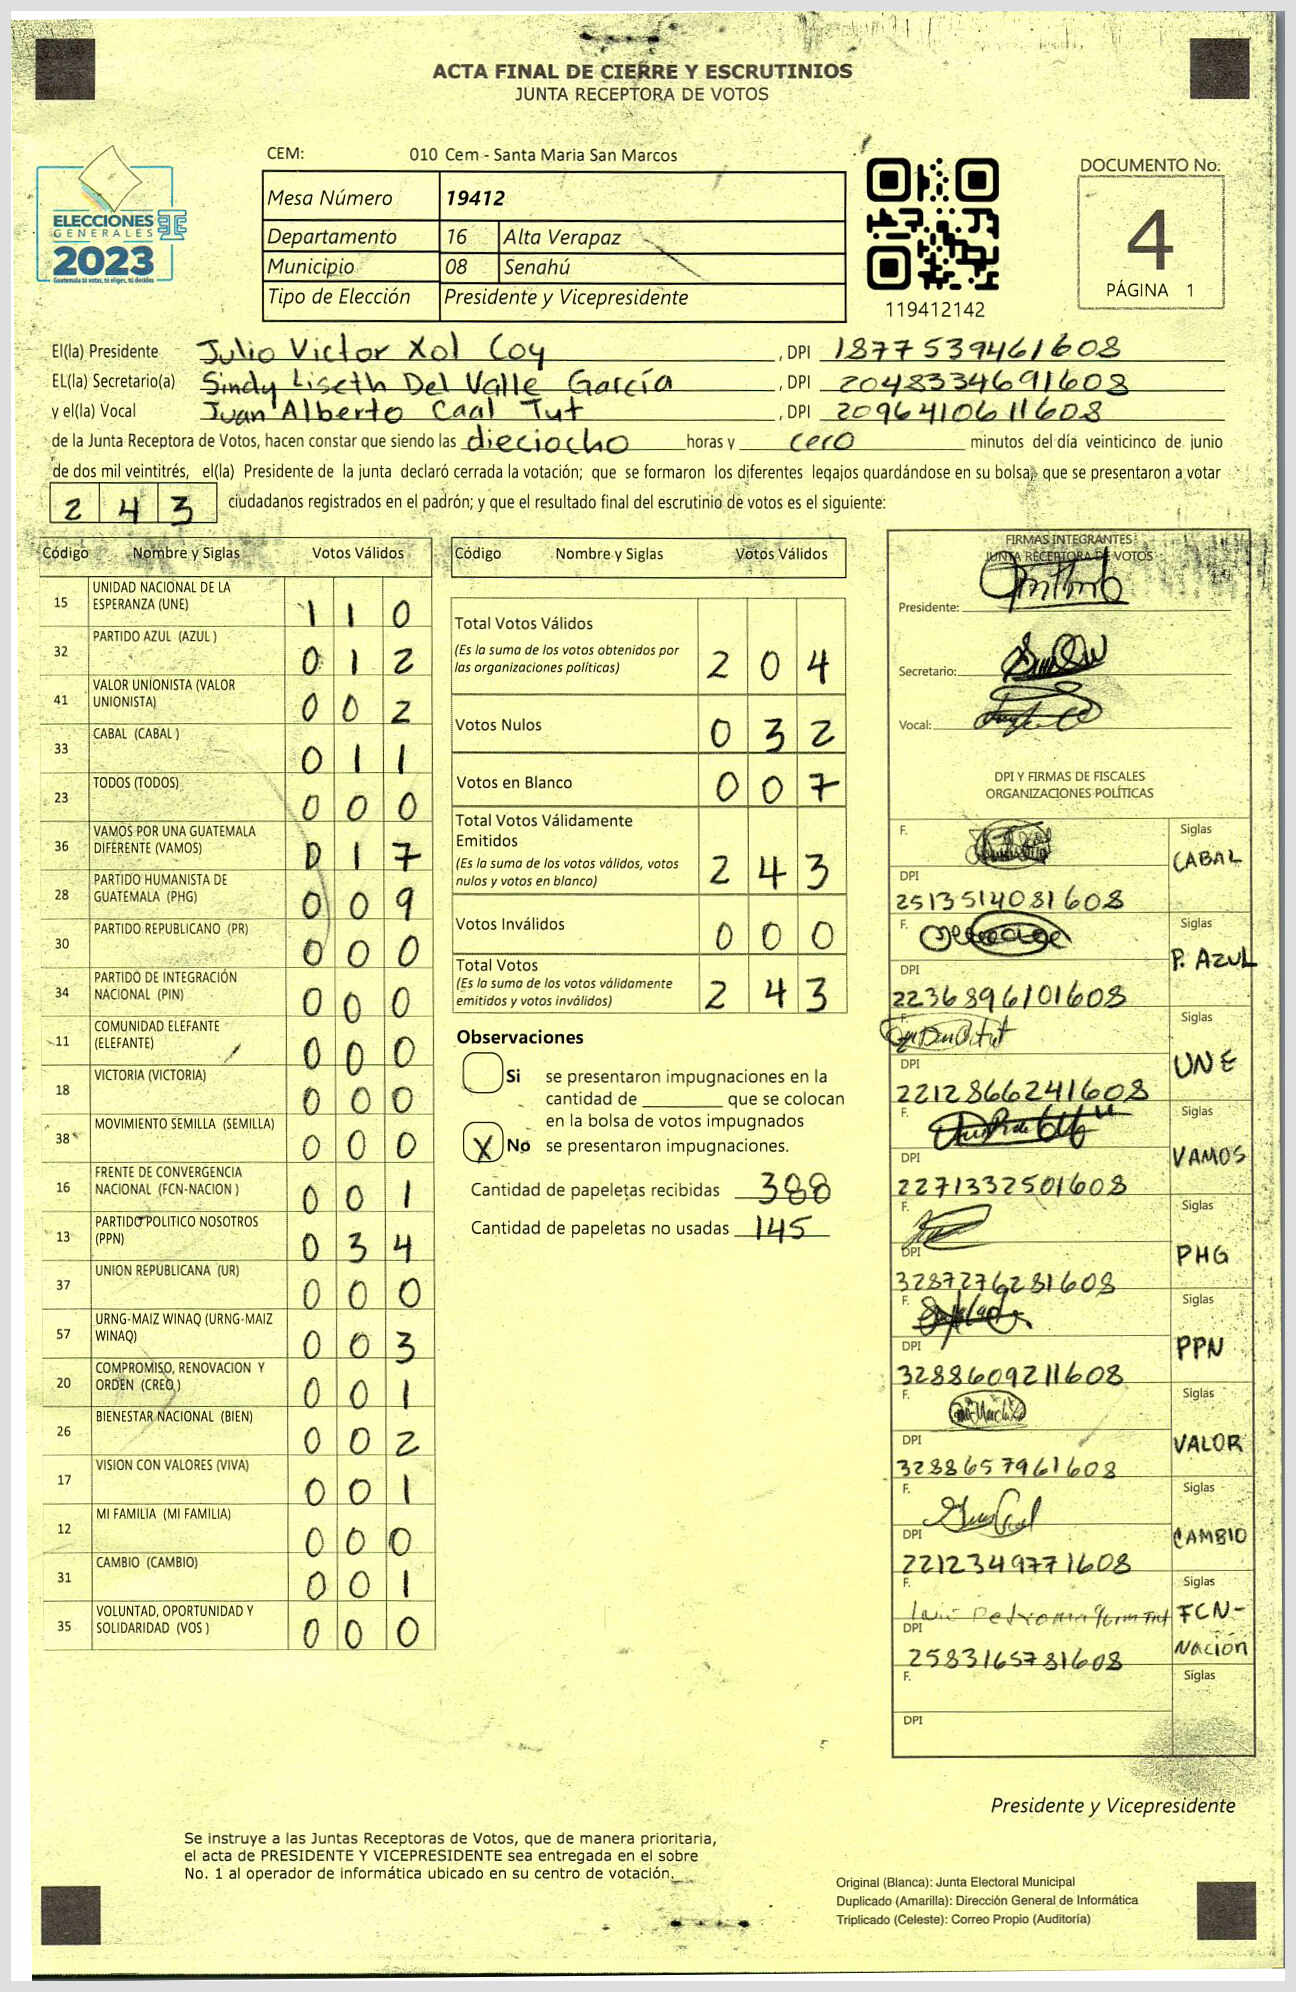 ACTA FINAL DE CIERRE Y ESCRUTINIOS
JUNTA RECEPTORA DE VOTOS
ELECCIONES
GENERALES
2023
Guatemala tú votas, tú eliges, tú decides
CEM: 010 Cem - Santa Maria San Marcos
Mesa Número 19412
Departamento 16 Alta Verapaz
Municipio 08 Senahú
Tipo de Elección Presidente y Vicepresidente
119412142
DOCUMENTO No.
4
PÁGINA 1
El(la) Presidente Julio Victor Xol Coy , DPI 1877539461608
EL(la) Secretario(a) Sindy Liseth Del Valle García , DPI 2048334691608
y el(la) Vocal Juan Alberto Caal Tut , DPI 2096410611608
de la Junta Receptora de Votos, hacen constar que siendo las dieciocho horas y cero minutos del día veinticinco de junio
de dos mil veintitrés, el(la) Presidente de la junta declaró cerrada la votación; que se formaron los diferentes legajos guardándose en su bolsa, que se presentaron a votar
2 4 3 ciudadanos registrados en el padrón; y que el resultado final del escrutinio de votos es el siguiente:
Código Nombre y Siglas Votos Válidos
15 UNIDAD NACIONAL DE LA ESPERANZA (UNE) 1 1 0
32 PARTIDO AZUL (AZUL ) 0 1 2
41 VALOR UNIONISTA (VALOR UNIONISTA) 0 0 2
33 CABAL (CABAL ) 0 1 1
23 TODOS (TODOS) 0 0 0
36 VAMOS POR UNA GUATEMALA DIFERENTE (VAMOS) 0 1 7
28 PARTIDO HUMANISTA DE GUATEMALA (PHG) 0 0 9
30 PARTIDO REPUBLICANO (PR) 0 0 0
34 PARTIDO DE INTEGRACIÓN NACIONAL (PIN) 0 0 0
11 COMUNIDAD ELEFANTE (ELEFANTE) 0 0 0
18 VICTORIA (VICTORIA) 0 0 0
38 MOVIMIENTO SEMILLA (SEMILLA) 0 0 0
16 FRENTE DE CONVERGENCIA NACIONAL (FCN-NACION ) 0 0 1
13 PARTIDO POLITICO NOSOTROS (PPN) 0 3 4
37 UNION REPUBLICANA (UR) 0 0 0
57 URNG-MAIZ WINAQ (URNG-MAIZ WINAQ) 0 0 3
20 COMPROMISO, RENOVACION Y ORDEN (CREO ) 0 0 1
26 BIENESTAR NACIONAL (BIEN) 0 0 2
17 VISION CON VALORES (VIVA) 0 0 1
12 MI FAMILIA (MI FAMILIA) 0 0 0
31 CAMBIO (CAMBIO) 0 0 1
35 VOLUNTAD, OPORTUNIDAD Y SOLIDARIDAD (VOS ) 0 0 0
Código Nombre y Siglas Votos Válidos
Total Votos Válidos
(Es la suma de los votos obtenidos por
las organizaciones políticas) 2 0 4
Votos Nulos 0 3 2
Votos en Blanco 0 0 7
Total Votos Válidamente
Emitidos
(Es la suma de los votos válidos, votos
nulos y votos en blanco) 2 4 3
Votos Inválidos 0 0 0
Total Votos
(Es la suma de los votos válidamente
emitidos y votos inválidos) 2 4 3
Observaciones
Si se presentaron impugnaciones en la
cantidad de ________ que se colocan
en la bolsa de votos impugnados
X No se presentaron impugnaciones.
Cantidad de papeletas recibidas 388
Cantidad de papeletas no usadas 145
FIRMAS INTEGRANTES
JUNTA RECEPTORA DE VOTOS
Presidente:
Secretario:
Vocal:
DPI Y FIRMAS DE FISCALES
ORGANIZACIONES POLÍTICAS
F. Siglas
CABAL
DPI
2513514081608
F. Siglas
P. AZUL
DPI
2236896101608
F. Siglas
UNE
DPI
2212866241608
F. Siglas
VAMOS
DPI
2271332501608
F. Siglas
PHG
DPI
3287276281608
F. Siglas
PPN
DPI
3288609211608
F. Siglas
VALOR
DPI
3288657961608
F. Siglas
CAMBIO
DPI
2212349771608
F. Siglas
FCN-
Nación
DPI
2583165781608
F. Siglas
DPI
Presidente y Vicepresidente
Se instruye a las Juntas Receptoras de Votos, que de manera prioritaria,
el acta de PRESIDENTE Y VICEPRESIDENTE sea entregada en el sobre
No. 1 al operador de informática ubicado en su centro de votación.
Original (Blanca): Junta Electoral Municipal
Duplicado (Amarilla): Dirección General de Informática
Triplicado (Celeste): Correo Propio (Auditoría)